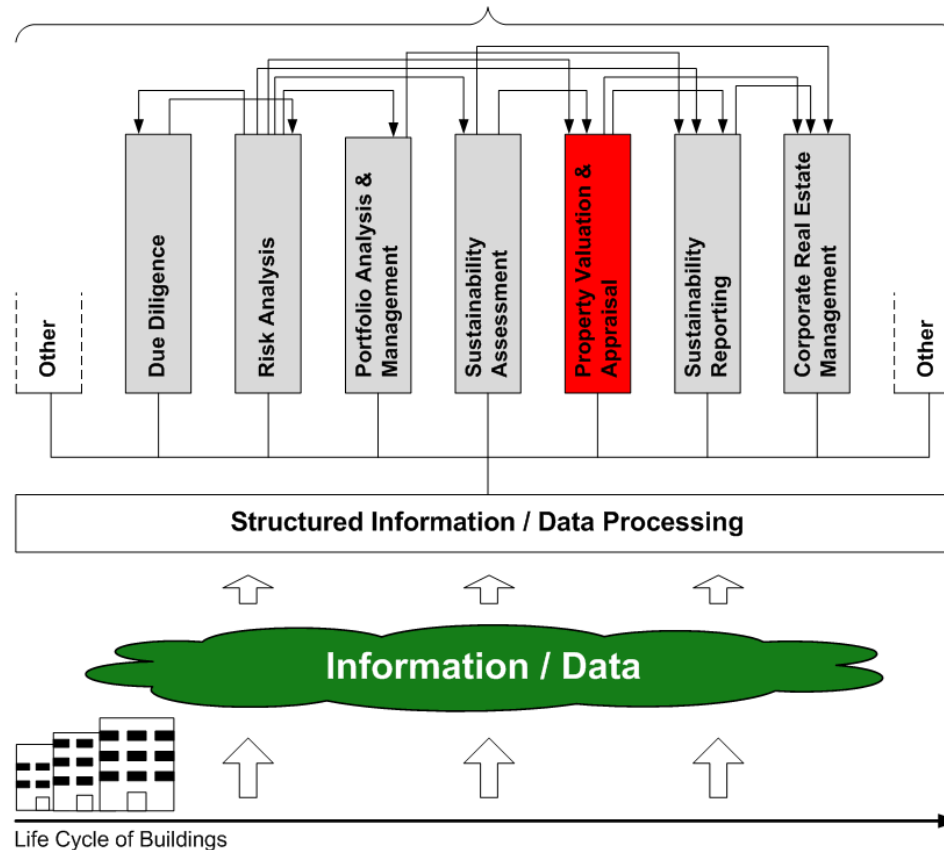 Other
Due Diligence
Risk Analysis
Portfolio Analysis &
Management
Sustainability
Assessment
Property Valuation &
Appraisal
Sustainability
Reporting
Corporate Real Estate
Management
Other
Structured Information / Data Processing
Information / Data
Life Cycle of Buildings